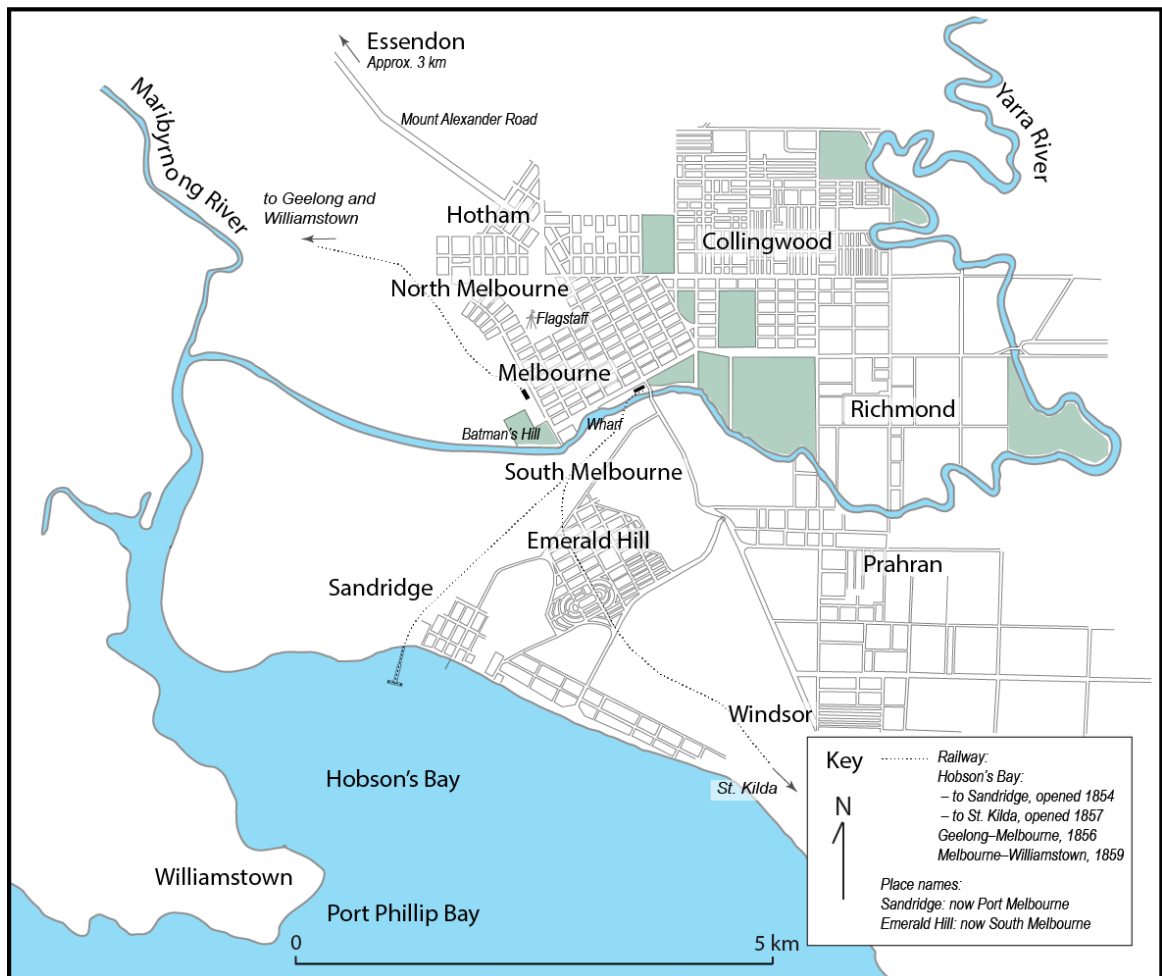 Essendon
Approx. 3 km
Maribyrnong River
Yarra River
Mount Alexander Road
to Geelong and
Williamstown
Hotham
Collingwood
North Melbourne
Flagstaff
Melbourne
Richmond
Batman's Hill
Wharf
South Melbourne
Emerald Hill
Prahran
Sandridge
Windsor
St. Kilda
Hobson's Bay
Williamstown
Port Phillip Bay
0
5 km
Key
N
Railway:
Hobson's Bay:
– to Sandridge, opened 1854
– to St. Kilda, opened 1857
Geelong–Melbourne, 1856
Melbourne–Williamstown, 1859
Place names:
Sandridge: now Port Melbourne
Emerald Hill: now South Melbourne